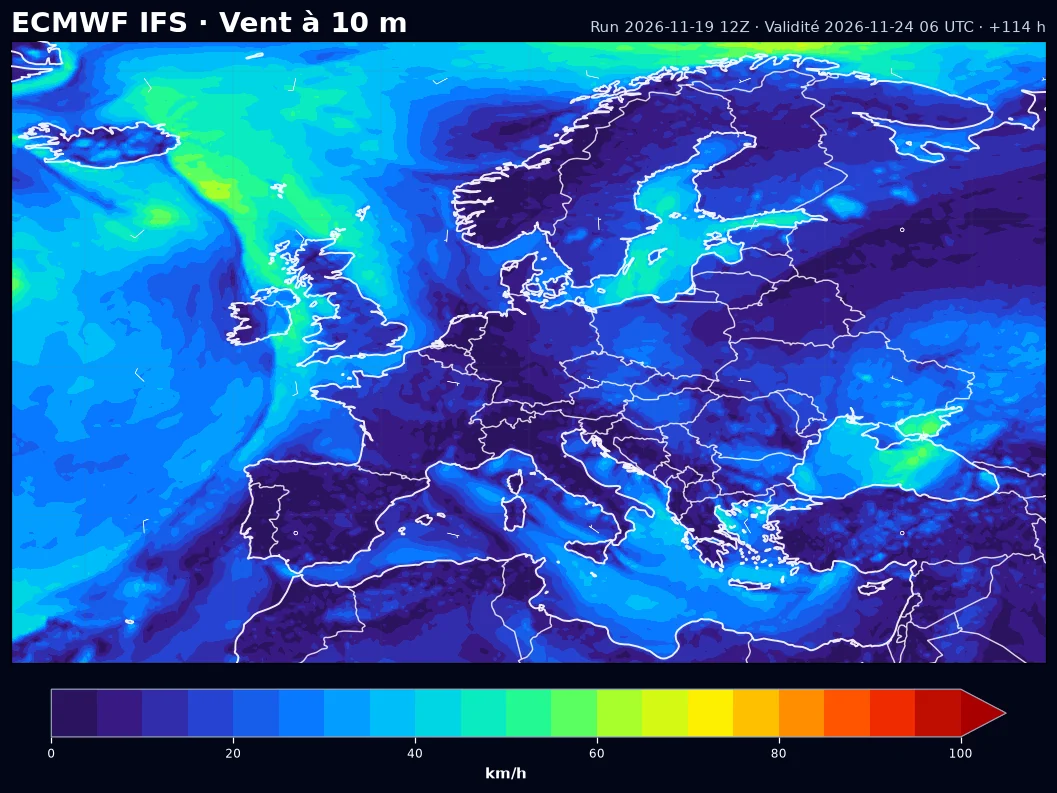 ECMWF IFS · Vent à 10 m
Run 2026-11-19 12Z · Validité 2026-11-24 06 UTC · +114 h
0 20 40 60 80 100
km/h